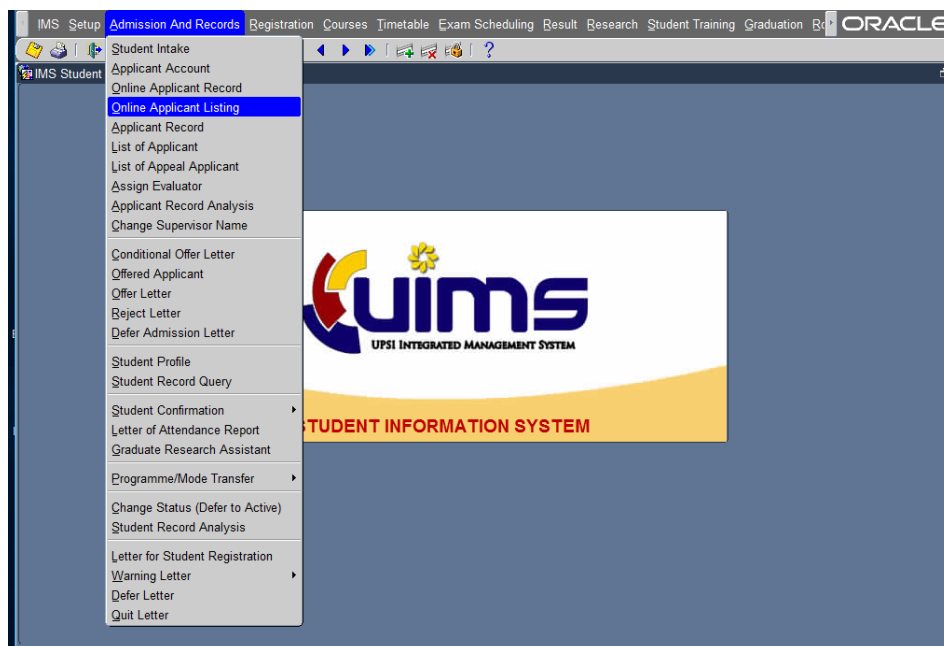 IMS Setup Admission And Records Registration Courses Timetable Exam Scheduling Result Research Student Training Graduation ORACLE
?
IMS Student
Student Intake
Applicant Account
Online Applicant Record
Online Applicant Listing
Applicant Record
List of Applicant
List of Appeal Applicant
Assign Evaluator
Applicant Record Analysis
Change Supervisor Name
Conditional Offer Letter
Offered Applicant
Offer Letter
Reject Letter
Defer Admission Letter
Student Profile
Student Record Query
Student Confirmation
Letter of Attendance Report
Graduate Research Assistant
Programme/Mode Transfer
Change Status (Defer to Active)
Student Record Analysis
Letter for Student Registration
Warning Letter
Defer Letter
Quit Letter
uims
UPSI INTEGRATED MANAGEMENT SYSTEM
STUDENT INFORMATION SYSTEM